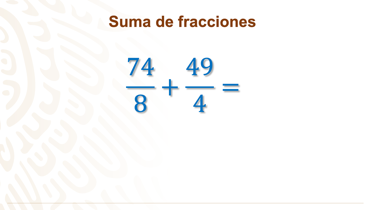 Suma de fracciones
74/8 + 49/4 =